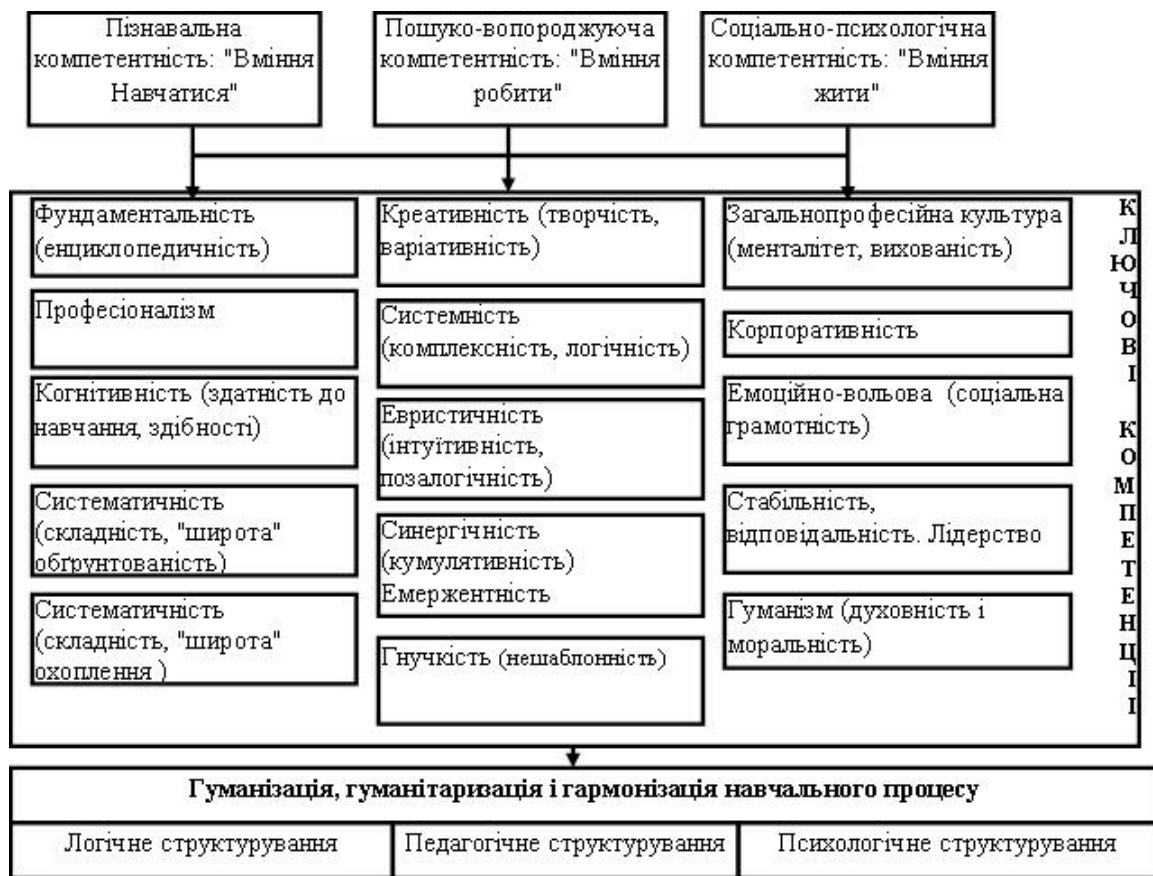 Пізнавальна
компетентність: "Вміння
Навчатися"
Пошуко-вопороджуюча
компетентність: "Вміння
робити"
Соціально-психологічна
компетентність: "Вміння
жити"
Фундаментальність
(енциклопедичність)
Професіоналізм
Когнітивність (здатність до
навчання, здібності)
Систематичність
(складність, "широта"
обґрунтованість)
Систематичність
(складність, "широта"
охоплення )
Креативність (творчість,
варіативність)
Системність
(комплексність, логічність)
Евристичність
(інтуїтивність,
позалогічність)
Синергічність
(кумулятивність)
Емержентність
Гнучкість (нешаблонність)
Загальнопрофесійна культура
(менталітет, вихованість)
Корпоративність
Емоційно-вольова (соціальна
грамотність)
Стабільність,
відповідальність. Лідерство
Гуманізм (духовність і
моральність)
КЛЮЧОВІ КОМПЕТЕНЦІІ
Гуманізація, гуманітаризація і гармонізація навчального процесу
Логічне структурування
Педагогічне структурування
Психологічне структурування